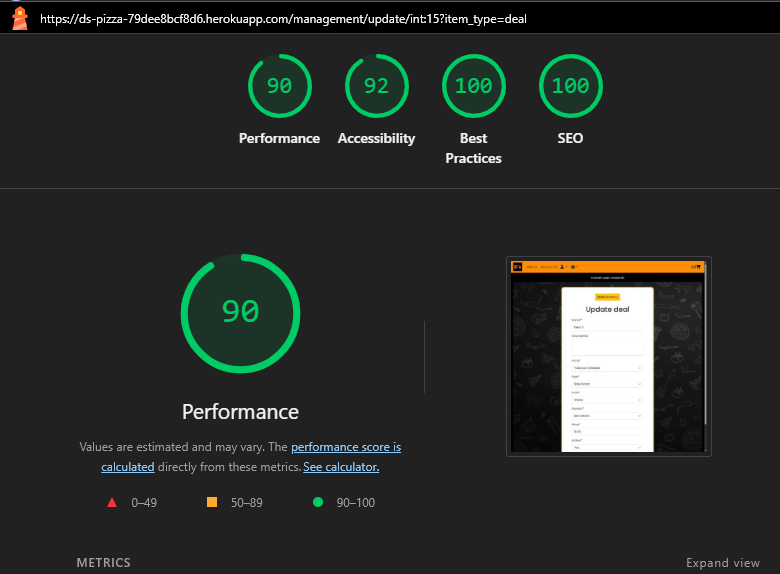 https://ds-pizza-79dee8bcf8d6.herokuapp.com/management/update/int:15?item_type=deal
90
92
100
100
Performance
Accessibility
Best
Practices
SEO
90
Performance
Values are estimated and may vary. The performance score is
calculated directly from these metrics. See calculator.
0–49
50–89
90–100
Update deal
METRICS
Expand view